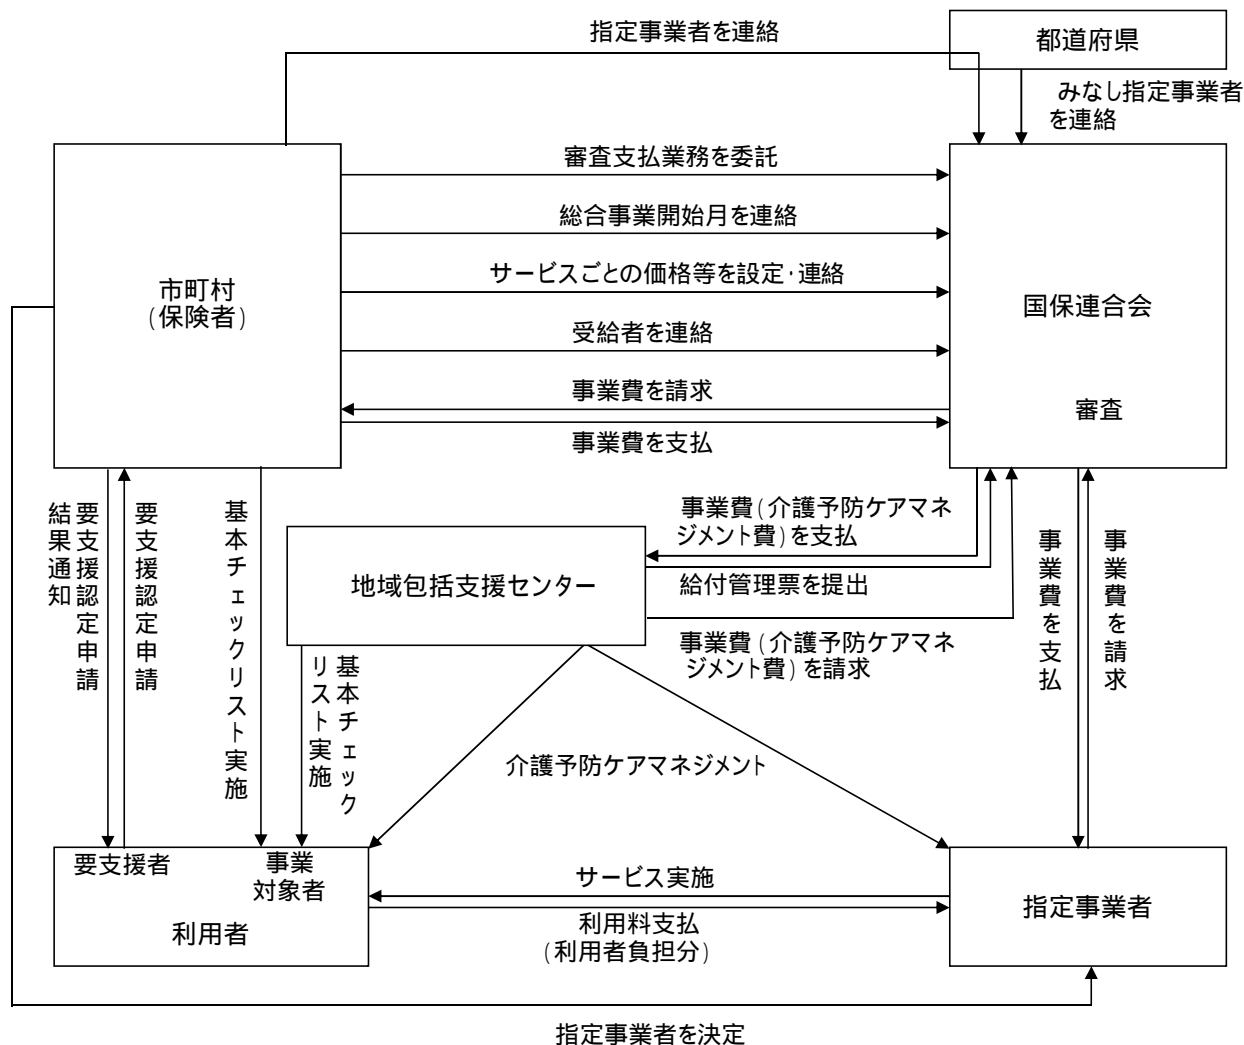 指定事業者を連絡
都道府県
みなし指定事業者
を連絡
審査支払業務を委託
総合事業開始月を連絡
サービスごとの価格等を設定・連絡
市町村
(保険者)
国保連合会
受給者を連絡
事業費を請求
審査
事業費を支払
要支援認定申請
結果通知
要支援認定申請
基本チェックリスト実施
事業費(介護予防ケアマネ
ジメント費)を支払
地域包括支援センター
給付管理票を提出
事業費(介護予防ケアマネ
ジメント費)を請求
事業費を支払
事業費を請求
基本チェック
リスト実施
介護予防ケアマネジメント
要支援者
事業
対象者
利用者
サービス実施
利用料支払
(利用者負担分)
指定事業者
指定事業者を決定